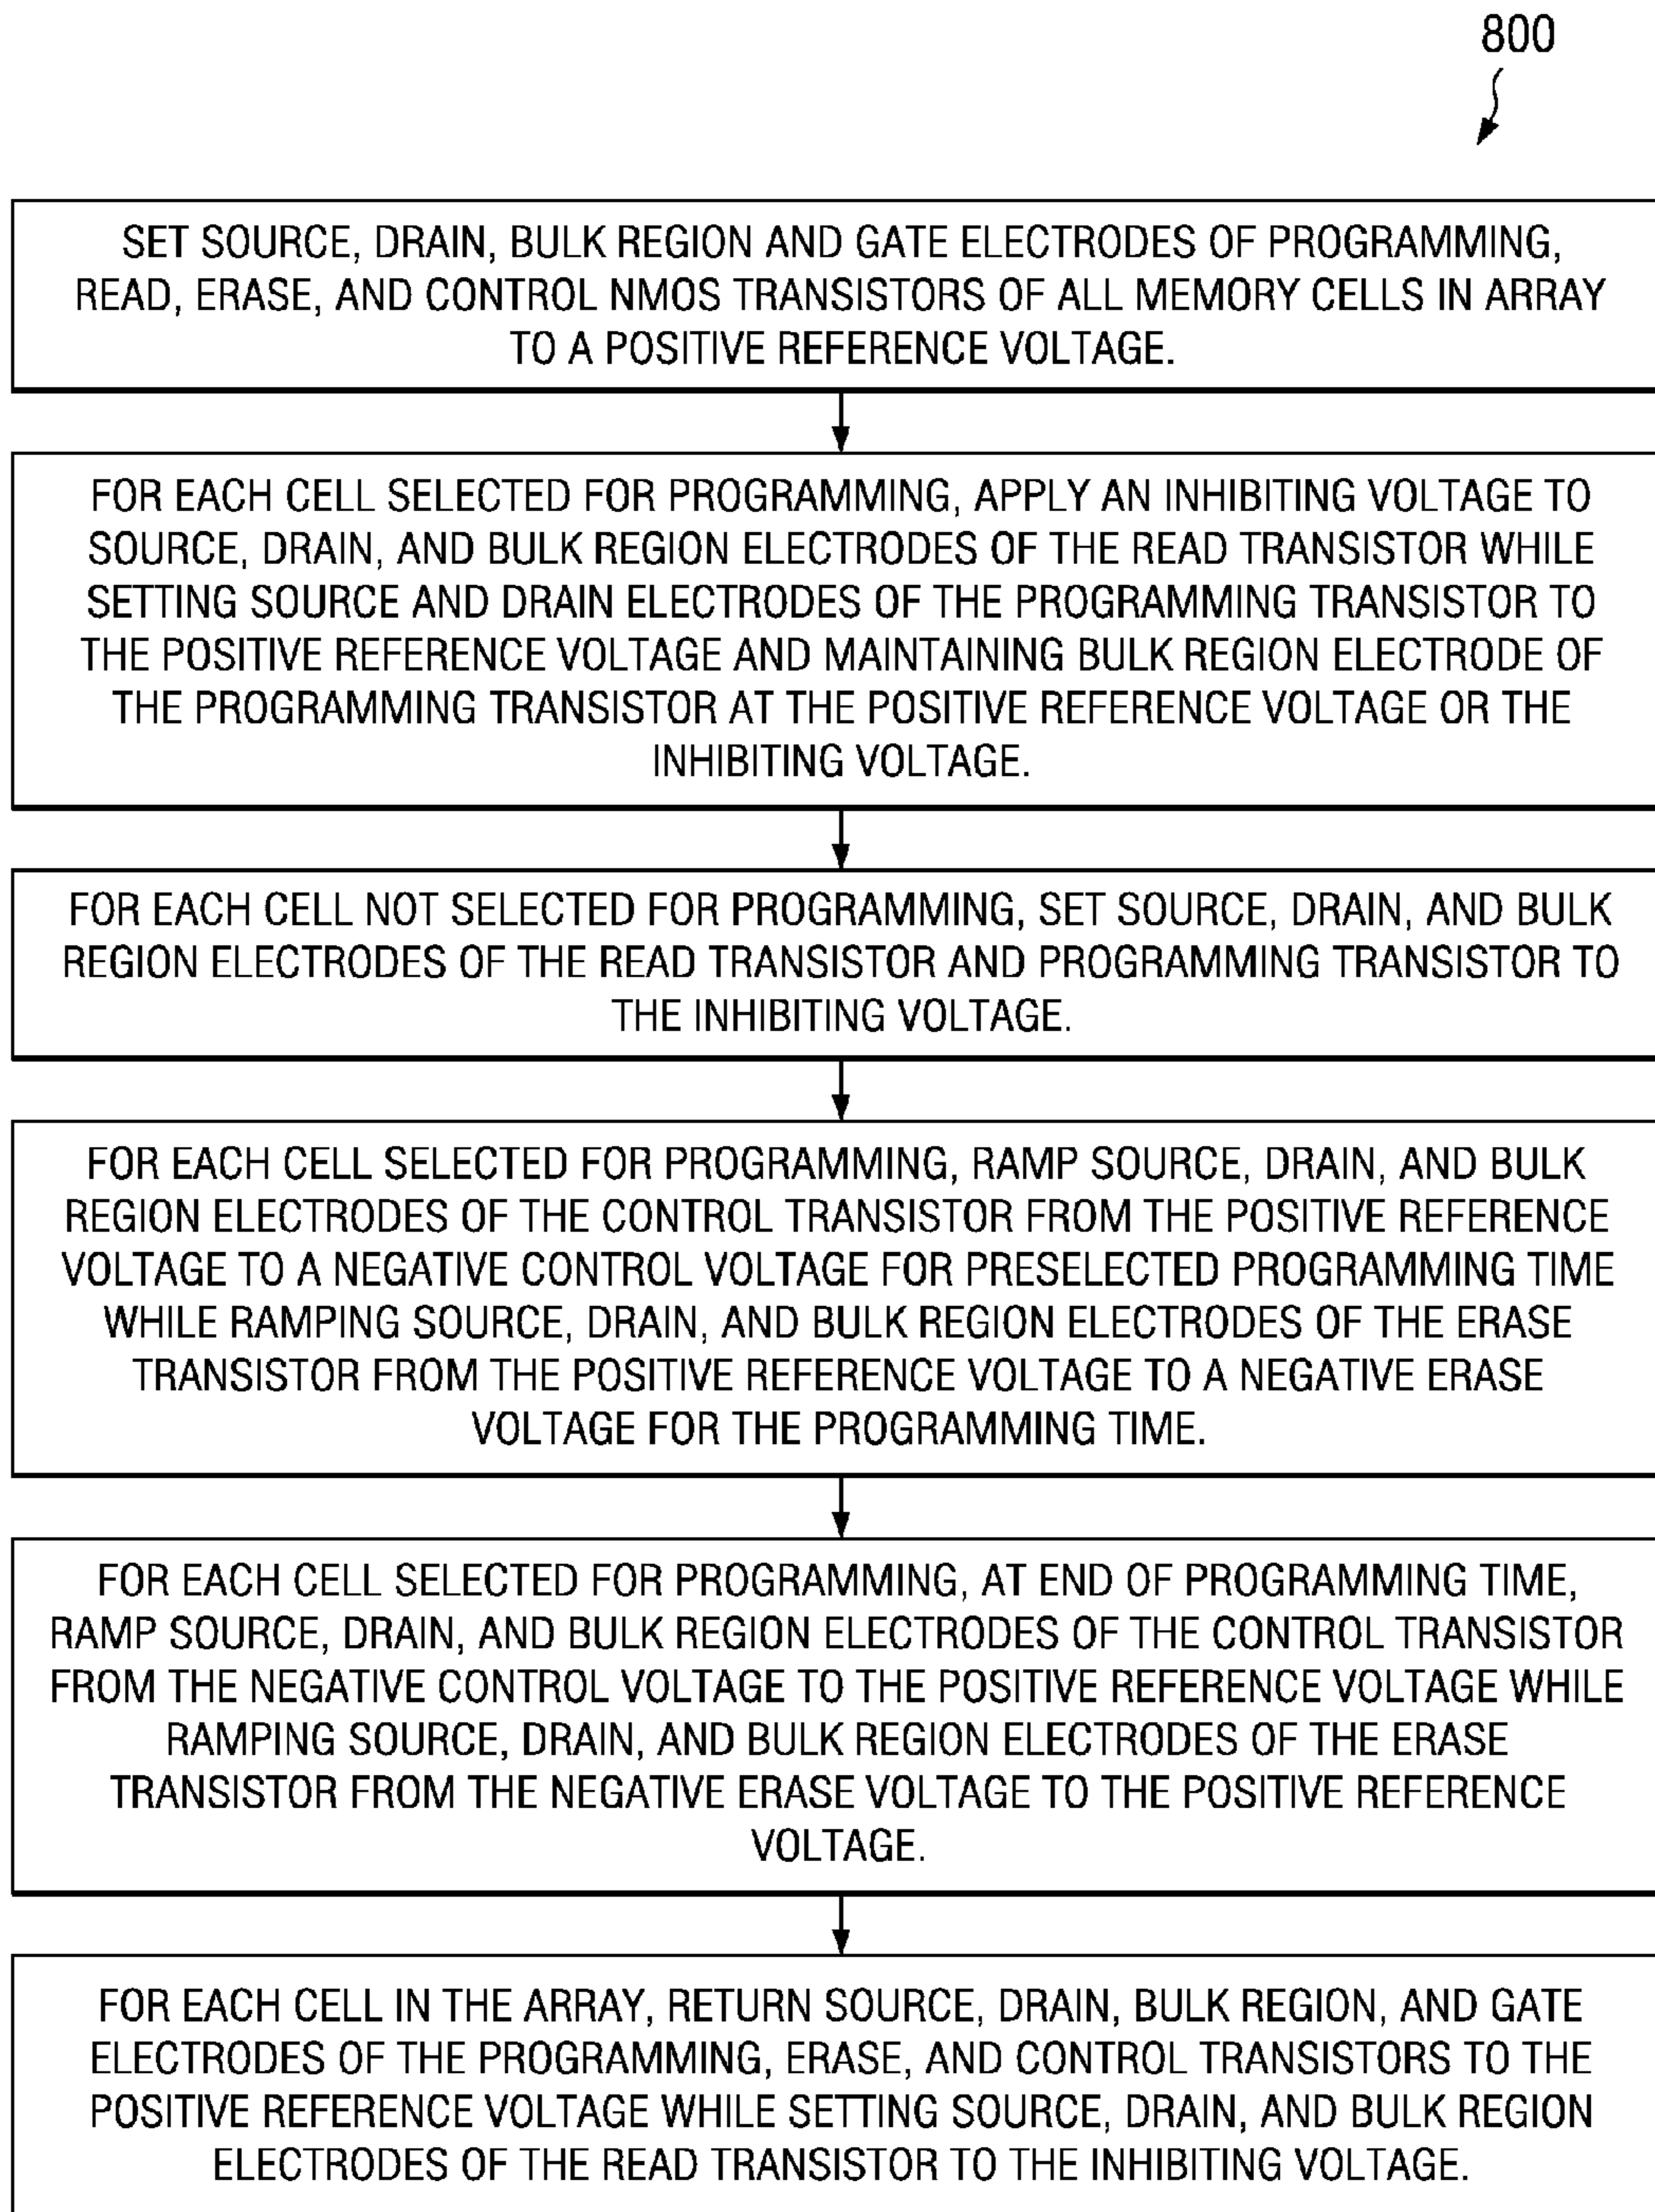 800
SET SOURCE, DRAIN, BULK REGION AND GATE ELECTRODES OF PROGRAMMING,
READ, ERASE, AND CONTROL NMOS TRANSISTORS OF ALL MEMORY CELLS IN ARRAY
TO A POSITIVE REFERENCE VOLTAGE.
FOR EACH CELL SELECTED FOR PROGRAMMING, APPLY AN INHIBITING VOLTAGE TO
SOURCE, DRAIN, AND BULK REGION ELECTRODES OF THE READ TRANSISTOR WHILE
SETTING SOURCE AND DRAIN ELECTRODES OF THE PROGRAMMING TRANSISTOR TO
THE POSITIVE REFERENCE VOLTAGE AND MAINTAINING BULK REGION ELECTRODE OF
THE PROGRAMMING TRANSISTOR AT THE POSITIVE REFERENCE VOLTAGE OR THE
INHIBITING VOLTAGE.
FOR EACH CELL NOT SELECTED FOR PROGRAMMING, SET SOURCE, DRAIN, AND BULK
REGION ELECTRODES OF THE READ TRANSISTOR AND PROGRAMMING TRANSISTOR TO
THE INHIBITING VOLTAGE.
FOR EACH CELL SELECTED FOR PROGRAMMING, RAMP SOURCE, DRAIN, AND BULK
REGION ELECTRODES OF THE CONTROL TRANSISTOR FROM THE POSITIVE REFERENCE
VOLTAGE TO A NEGATIVE CONTROL VOLTAGE FOR PRESELECTED PROGRAMMING TIME
WHILE RAMPING SOURCE, DRAIN, AND BULK REGION ELECTRODES OF THE ERASE
TRANSISTOR FROM THE POSITIVE REFERENCE VOLTAGE TO A NEGATIVE ERASE
VOLTAGE FOR THE PROGRAMMING TIME.
FOR EACH CELL SELECTED FOR PROGRAMMING, AT END OF PROGRAMMING TIME,
RAMP SOURCE, DRAIN, AND BULK REGION ELECTRODES OF THE CONTROL TRANSISTOR
FROM THE NEGATIVE CONTROL VOLTAGE TO THE POSITIVE REFERENCE VOLTAGE WHILE
RAMPING SOURCE, DRAIN, AND BULK REGION ELECTRODES OF THE ERASE
TRANSISTOR FROM THE NEGATIVE ERASE VOLTAGE TO THE POSITIVE REFERENCE
VOLTAGE.
FOR EACH CELL IN THE ARRAY, RETURN SOURCE, DRAIN, BULK REGION, AND GATE
ELECTRODES OF THE PROGRAMMING, ERASE, AND CONTROL TRANSISTORS TO THE
POSITIVE REFERENCE VOLTAGE WHILE SETTING SOURCE, DRAIN, AND BULK REGION
ELECTRODES OF THE READ TRANSISTOR TO THE INHIBITING VOLTAGE.